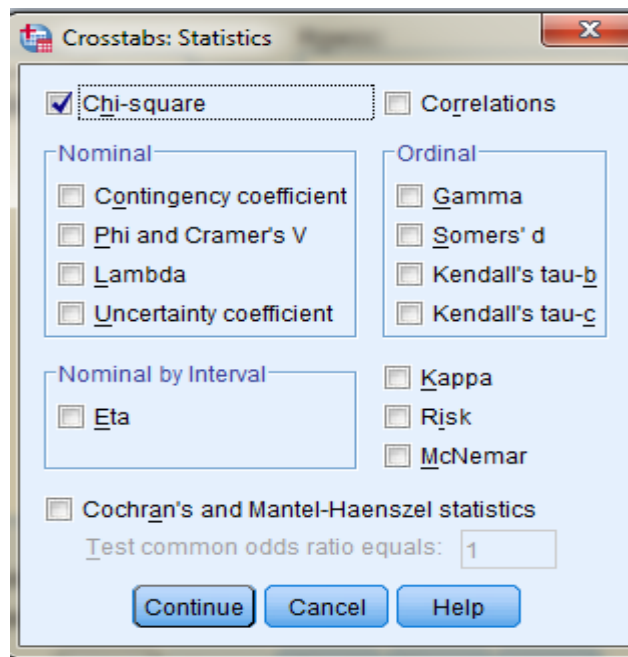 Crosstabs: Statistics
Chi-square
Correlations
Nominal
Contingency coefficient
Phi and Cramer's V
Lambda
Uncertainty coefficient
Ordinal
Gamma
Somers' d
Kendall's tau-b
Kendall's tau-c
Nominal by Interval
Eta
Kappa
Risk
McNemar
Cochran's and Mantel-Haenszel statistics
Test common odds ratio equals: 1
Continue Cancel Help